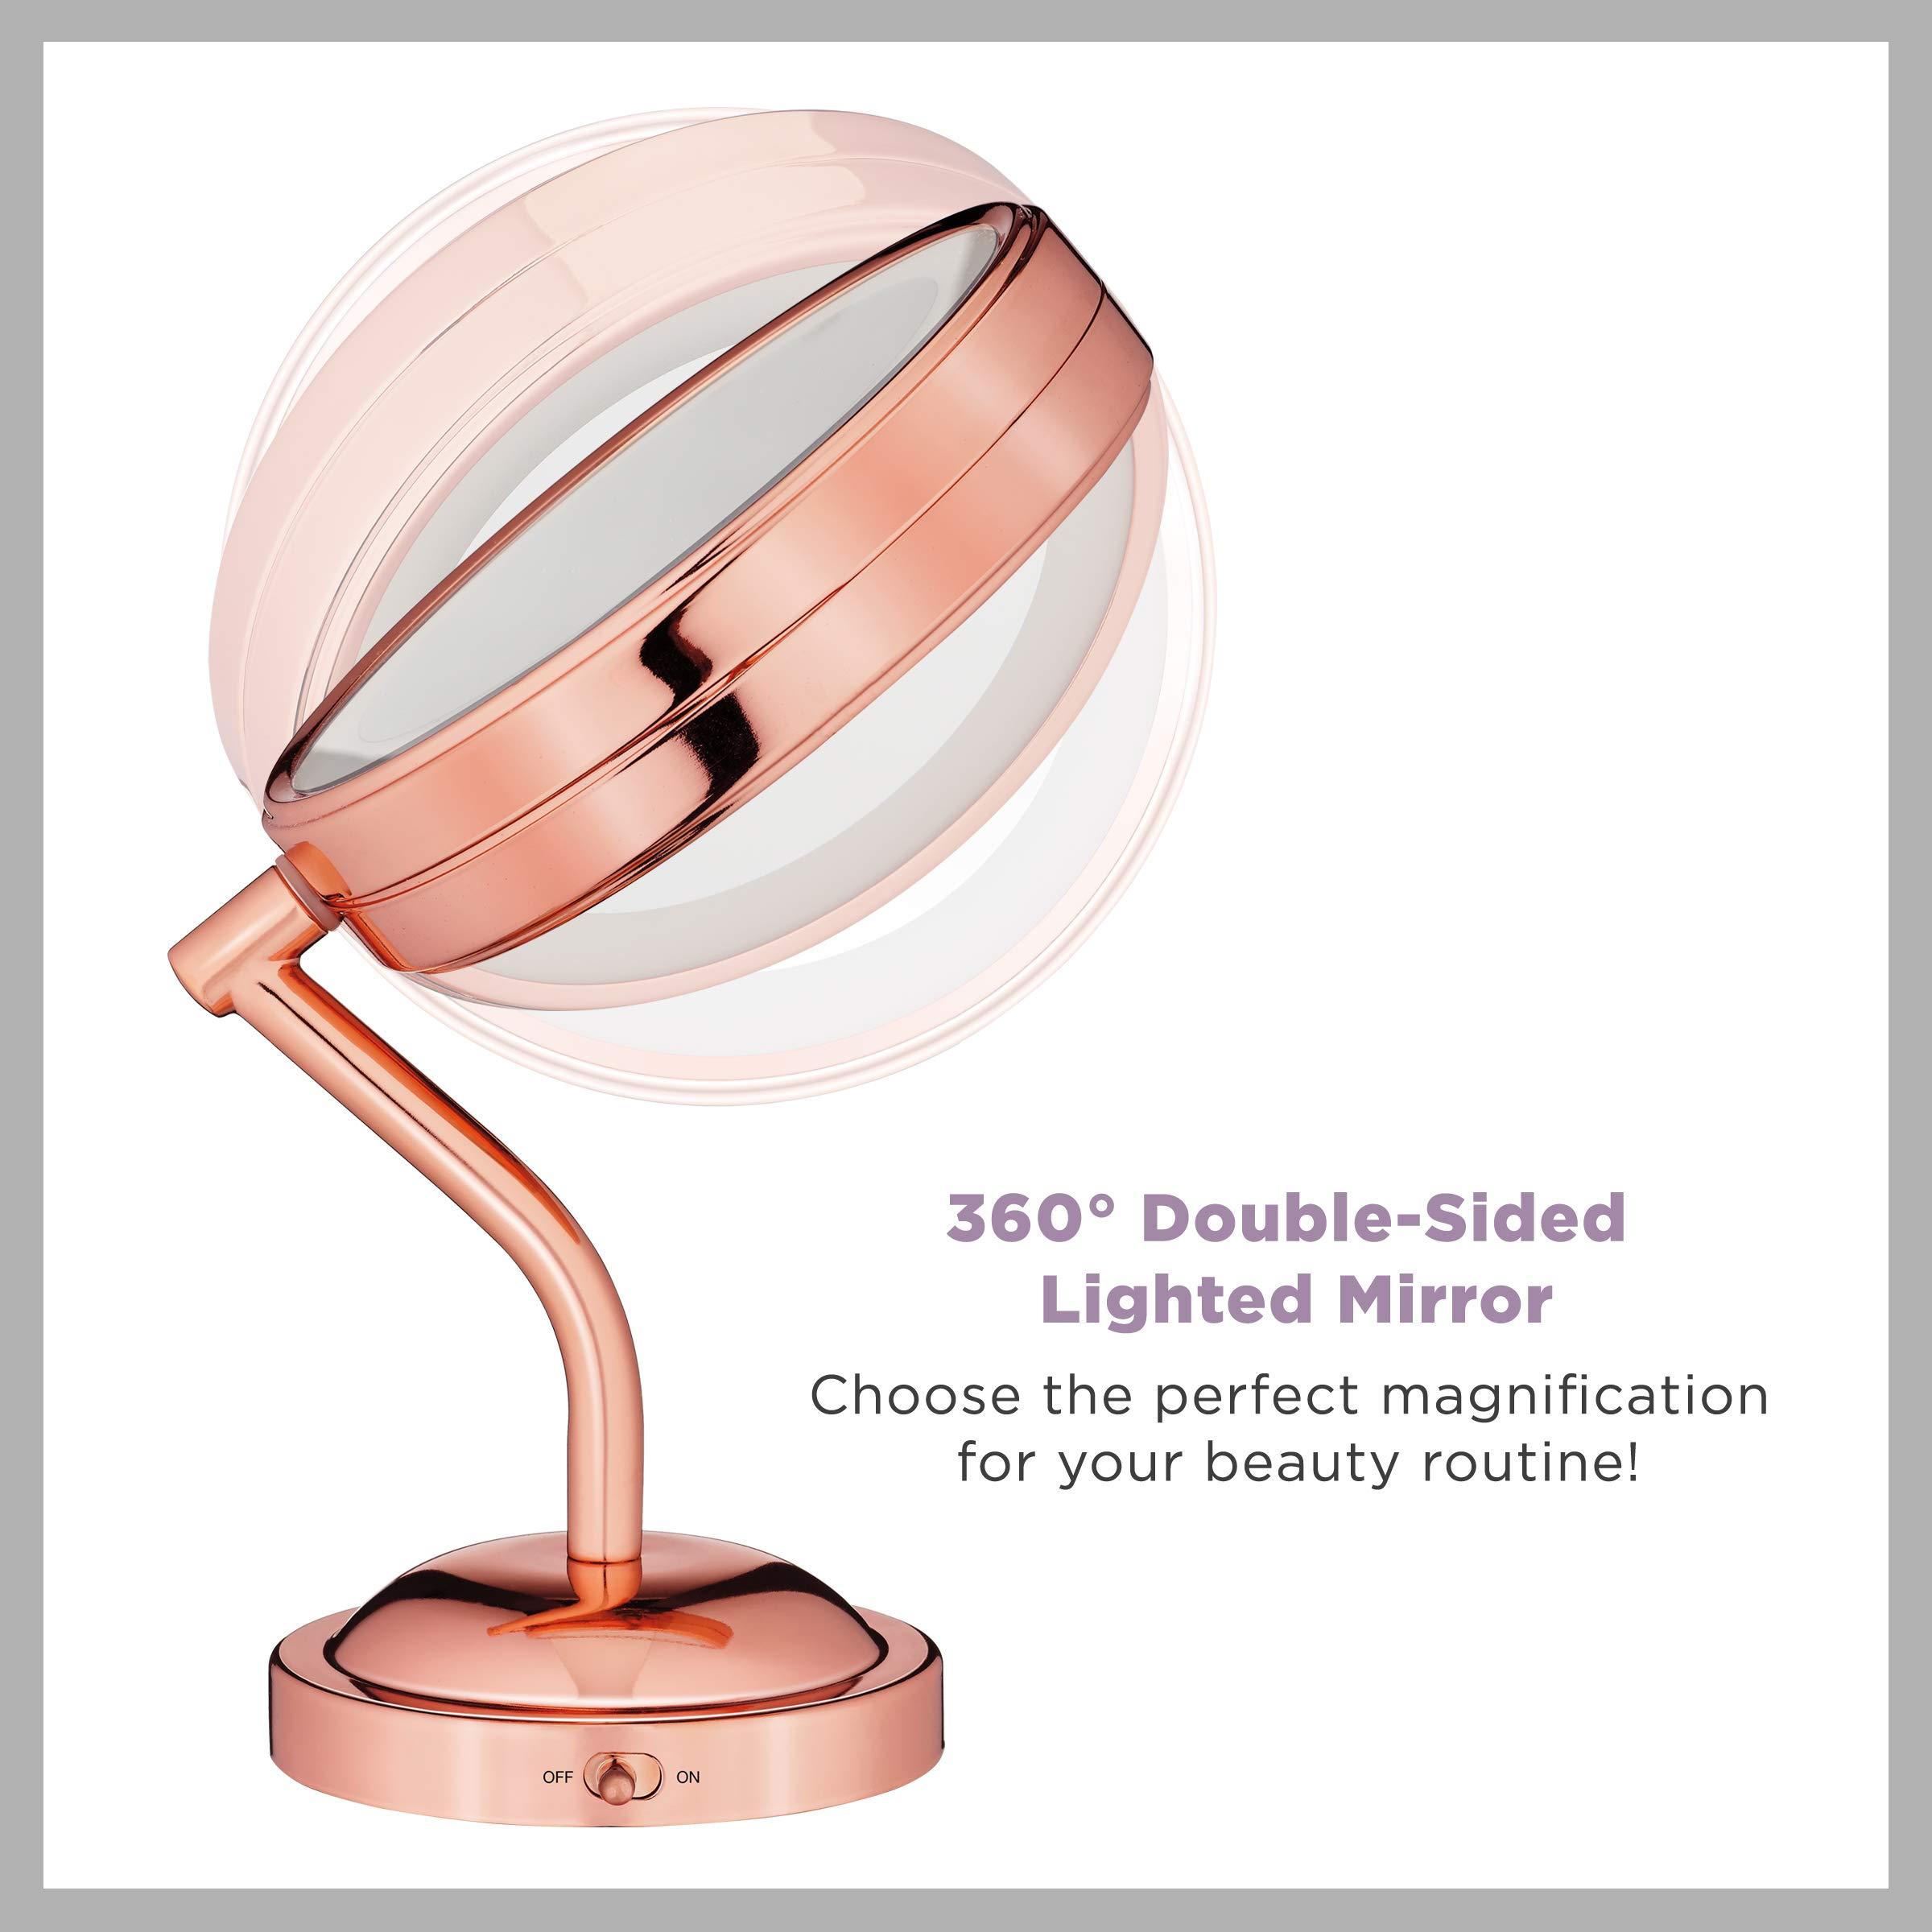 360° Double-Sided
Lighted Mirror
Choose the perfect magnification
for your beauty routine!
OFF ON